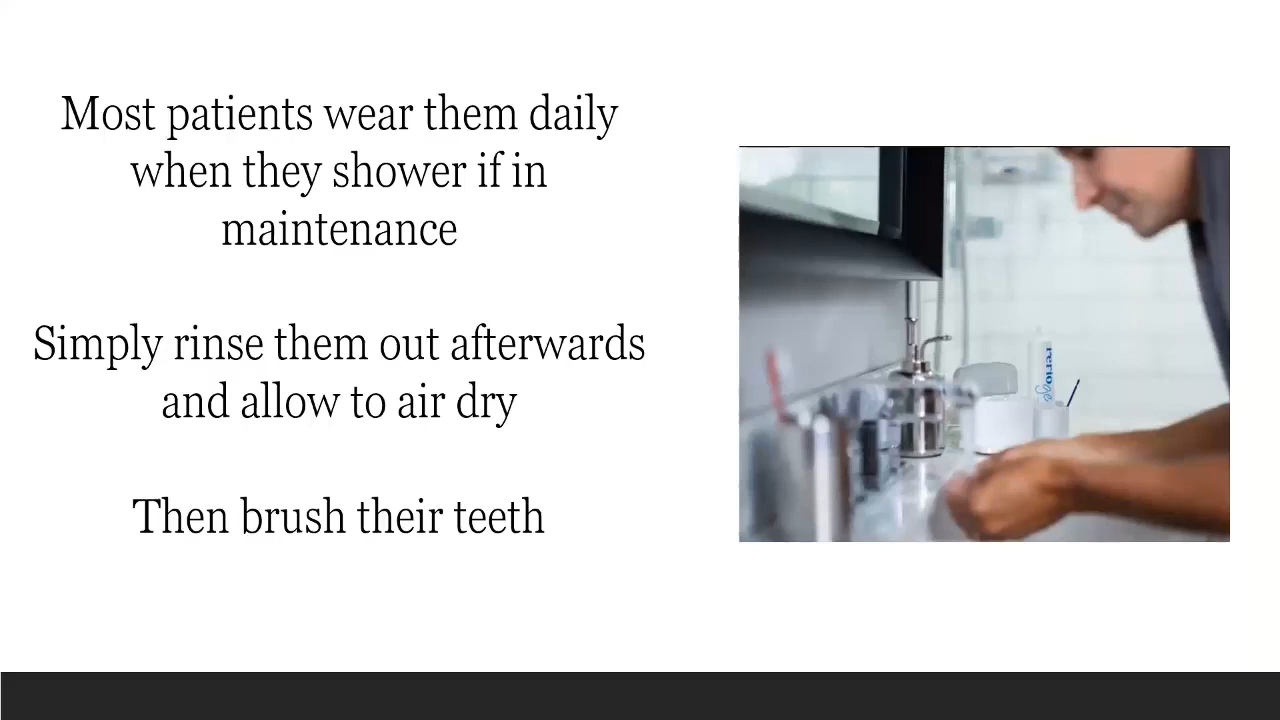 Most patients wear them daily
when they shower if in
maintenance
Simply rinse them out afterwards
and allow to air dry
Then brush their teeth